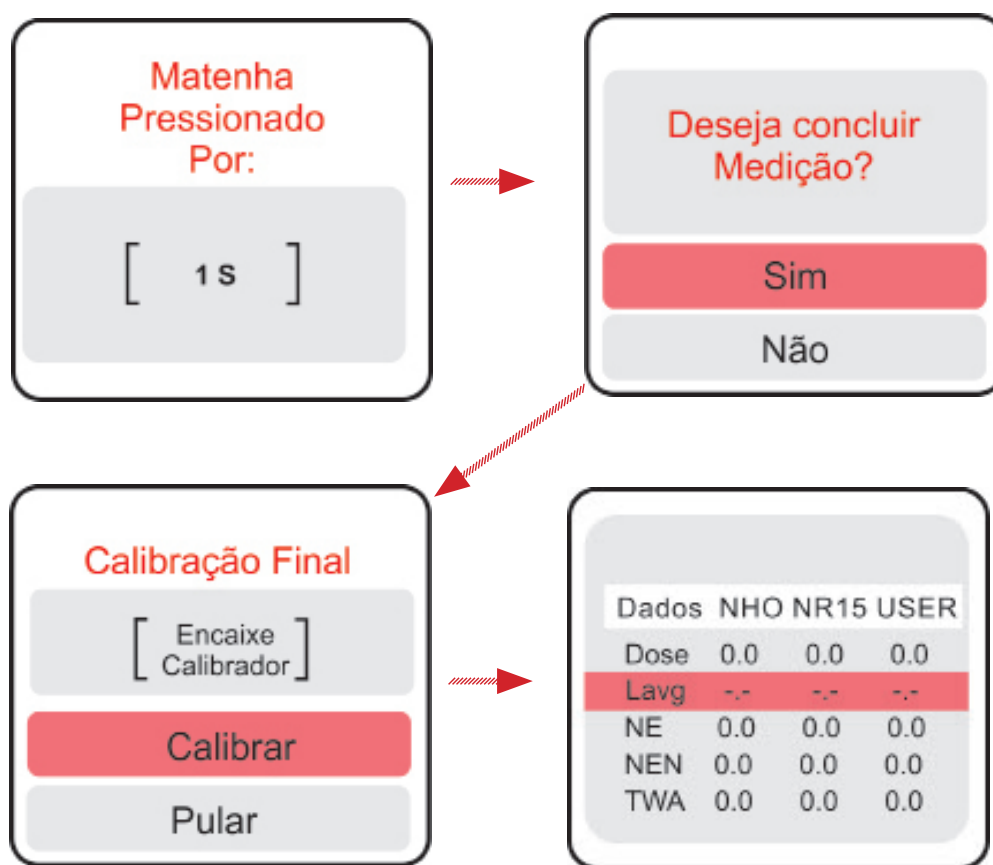 Matenha
Pressionado
Por:
[ 1 S ]
Deseja concluir
Medição?
Sim
Não
Calibração Final
[ Encaixe
Calibrador ]
Calibrar
Pular
Dados NHO NR15 USER
Dose 0.0 0.0 0.0
Lavg -.- -.- -.-
NE 0.0 0.0 0.0
NEN 0.0 0.0 0.0
TWA 0.0 0.0 0.0